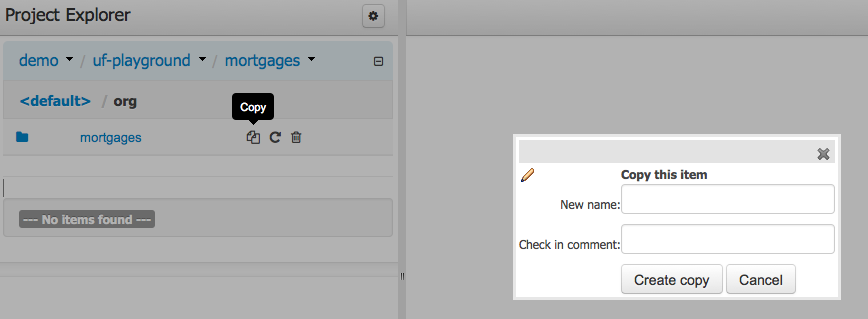 Project Explorer
demo / uf-playground / mortgages
<default> / org
Copy
mortgages
--- No items found ---
Copy this item
New name:
Check in comment:
Create copy Cancel